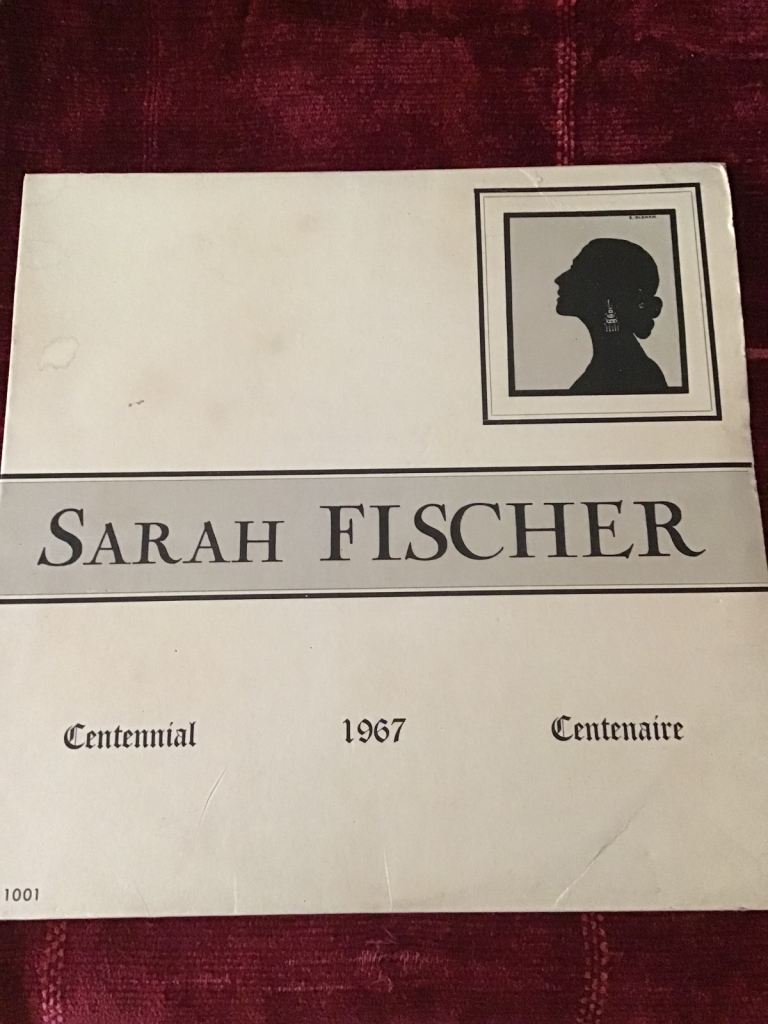 SARAH FISCHER
Centennial 1967 Centenaire
1001